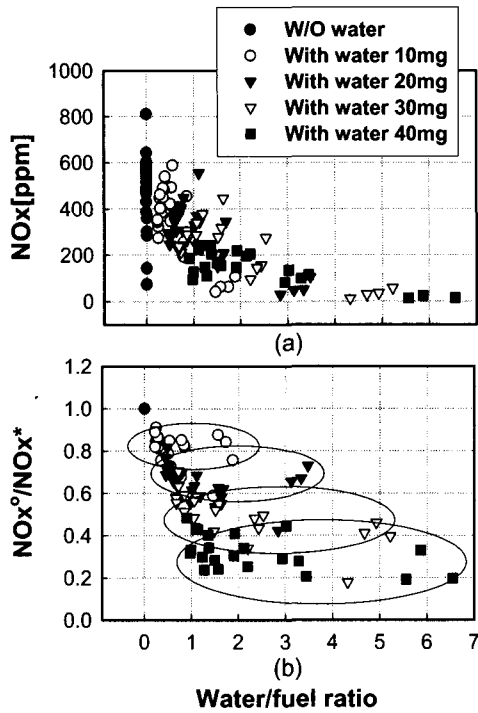 W/O water
With water 10mg
With water 20mg
With water 30mg
With water 40mg
1000
800
600
400
200
0
NOx[ppm]
(a)
1.2
1.0
0.8
0.6
0.4
0.2
0.0
NOx°/NOx*
0 1 2 3 4 5 6 7
(b)
Water/fuel ratio